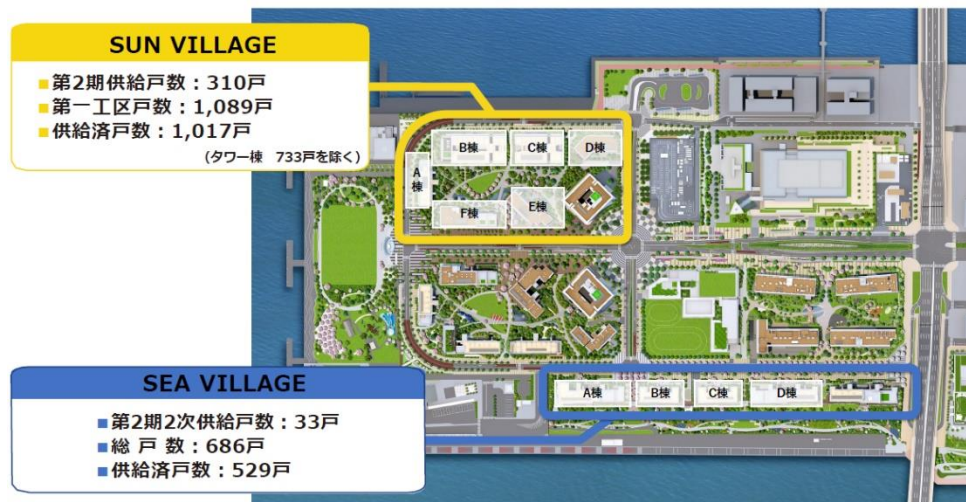 SUN VILLAGE
■第2期供給戸数：310戸
■第一工区戸数：1,089戸
■供給済戸数：1,017戸
（タワー棟　733戸を除く）
A
棟
B棟
C棟
D棟
F棟
E棟
SEA VILLAGE
■第2期2次供給戸数：33戸
■総 戸 数：686戸
■供給済戸数：529戸
A棟
B棟
C棟
D棟